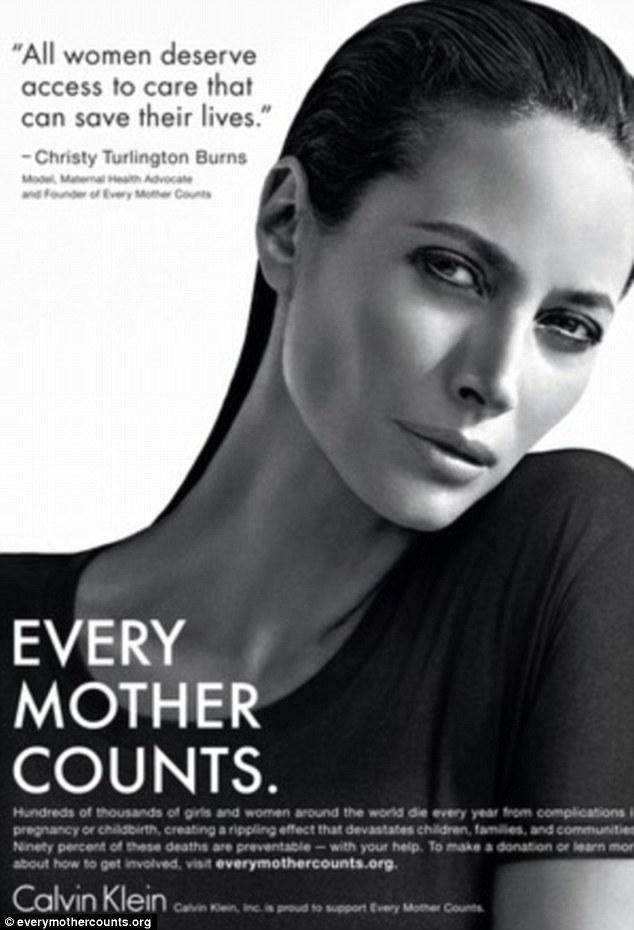 “All women deserve
access to care that
can save their lives.”
– Christy Turlington Burns
Model, Maternal Health Advocate
and Founder of Every Mother Counts
EVERY
MOTHER
COUNTS.
Hundreds of thousands of girls and women around the world die every year from complications i
pregnancy or childbirth, creating a rippling effect that devastates children, families, and communities
Ninety percent of these deaths are preventable — with your help. To make a donation or learn mor
about how to get involved, visit everymothercounts.org.
Calvin Klein Calvin Klein, Inc. is proud to support Every Mother Counts.
© everymothercounts.org